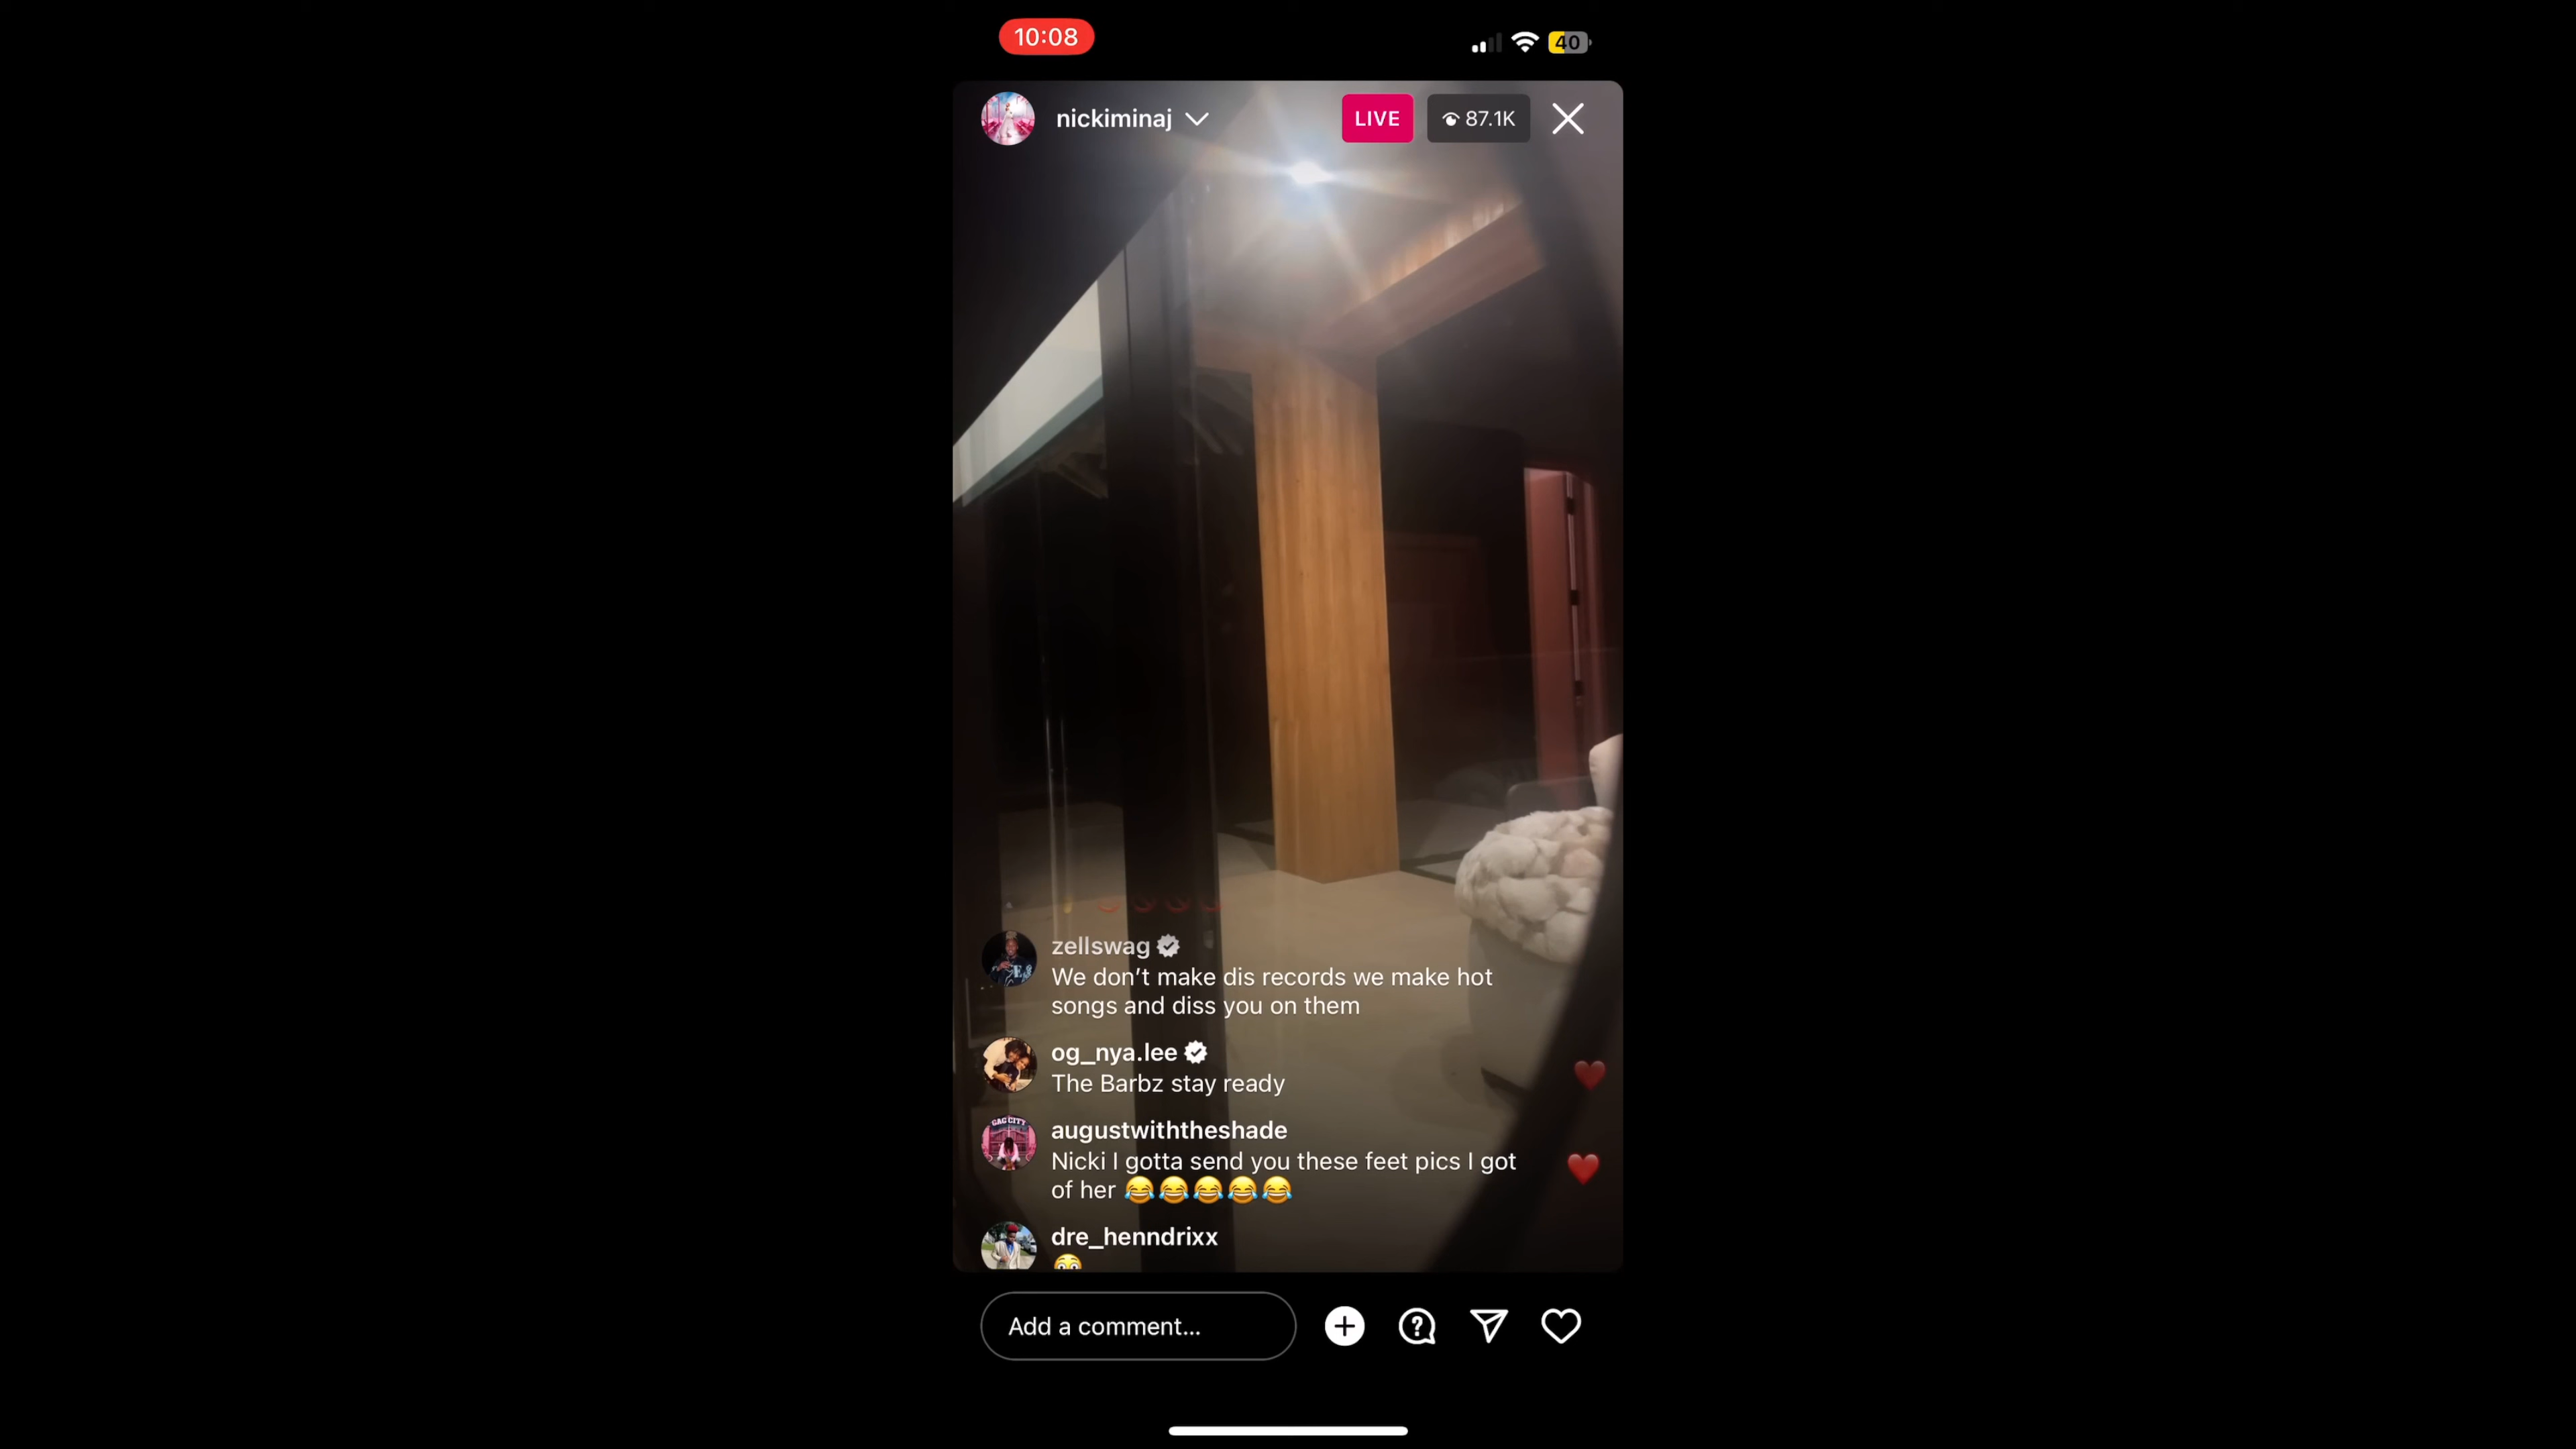 10:08
40
nickiminaj
LIVE
87.1K
zellswag
We don’t make dis records we make hot
songs and diss you on them
og_nya.lee
The Barbz stay ready
augustwiththeshade
GAG CITY
Nicki I gotta send you these feet pics I got
of her 😂😂😂😂😂
dre_henndrixx
😳
Add a comment...